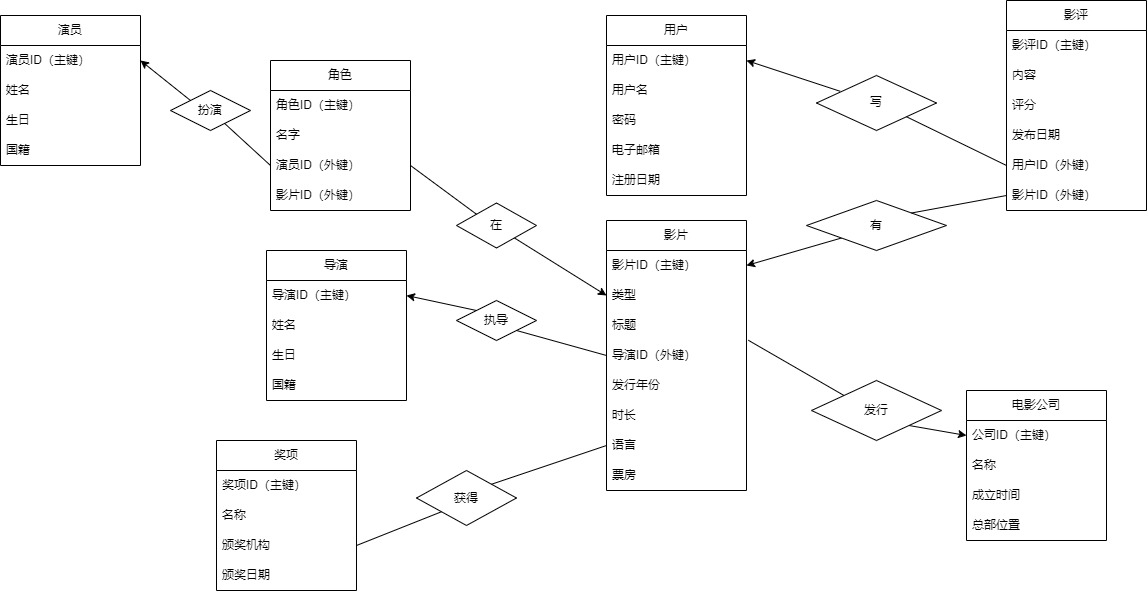 演员
演员ID（主键）
姓名
生日
国籍
扮演
角色
角色ID（主键）
名字
演员ID（外键）
影片ID（外键）
在
用户
用户ID（主键）
用户名
密码
电子邮箱
注册日期
写
影评
影评ID（主键）
内容
评分
发布日期
用户ID（外键）
影片ID（外键）
有
导演
导演ID（主键）
姓名
生日
国籍
执导
影片
影片ID（主键）
类型
标题
导演ID（外键）
发行年份
时长
语言
票房
发行
电影公司
公司ID（主键）
名称
成立时间
总部位置
奖项
奖项ID（主键）
名称
颁奖机构
颁奖日期
获得